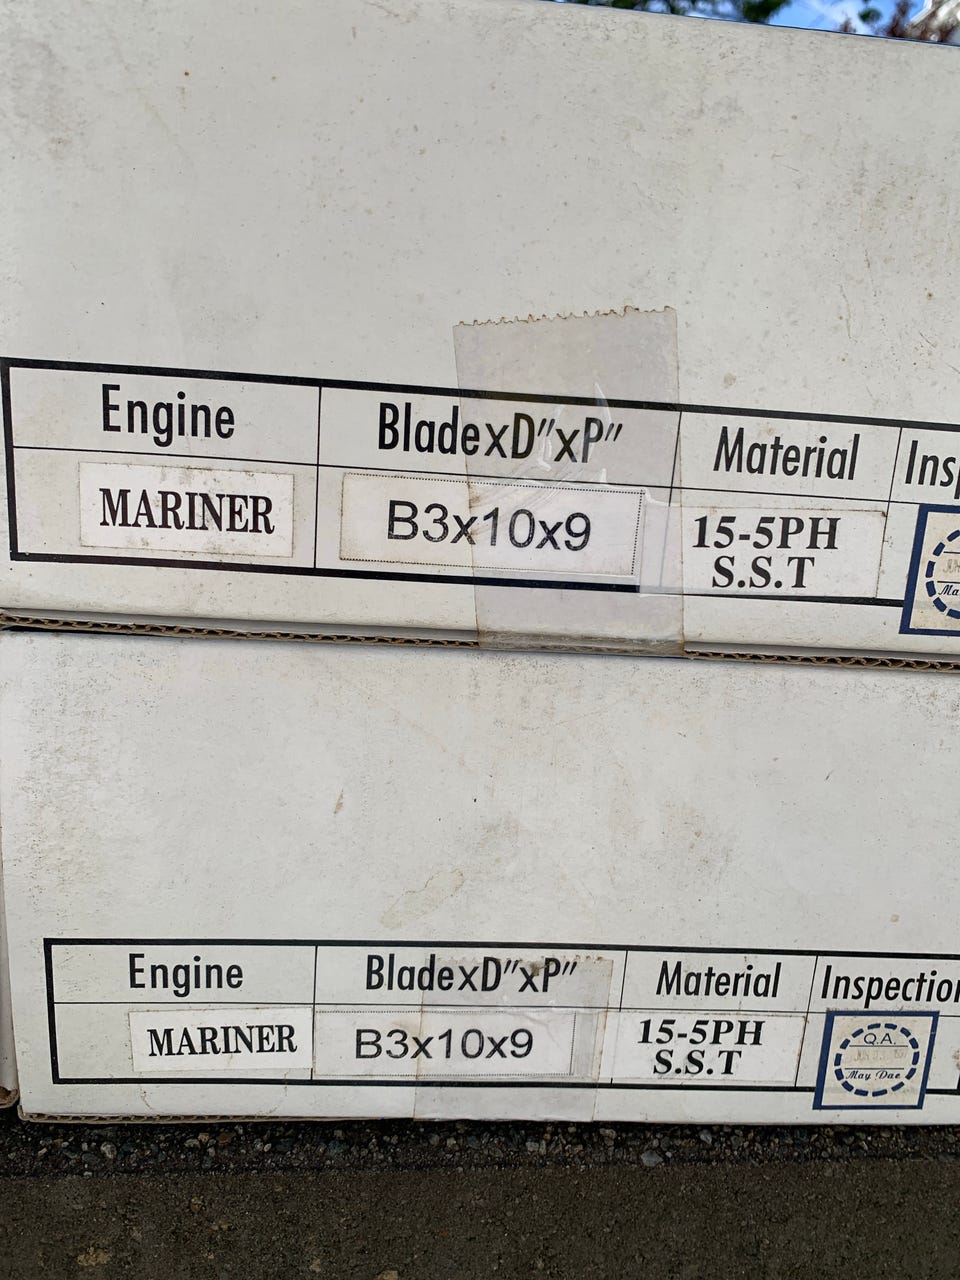 Engine BladexD"xP" Material
MARINER B3x10x9 15-5PH
S.S.T
Engine BladexD"xP" Material Inspection
MARINER B3x10x9 15-5PH
S.S.T
Q.A.
May Dae